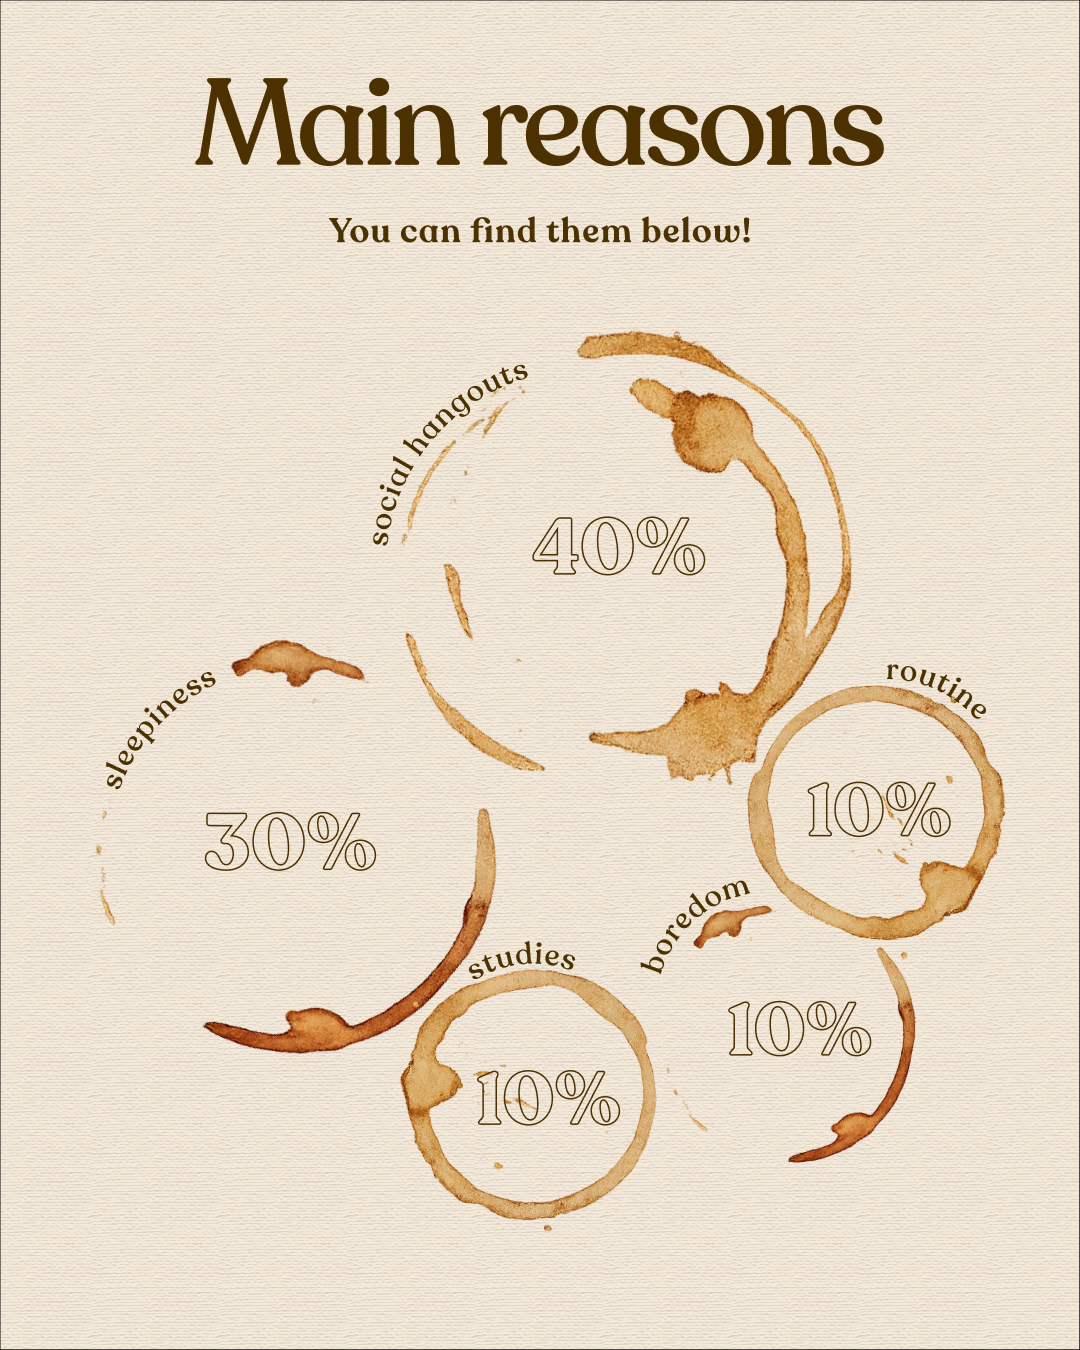 Main reasons
You can find them below!
social hangouts
40%
sleepiness
30%
routine
10%
boredom
10%
studies
10%